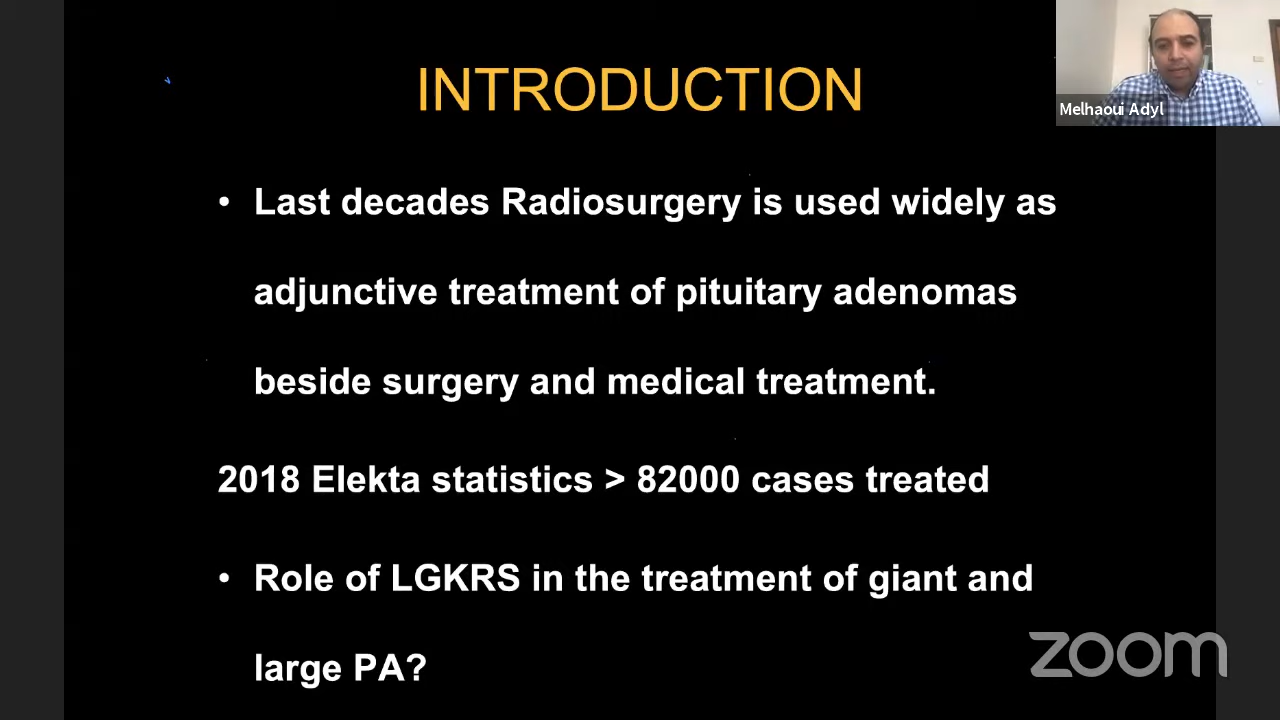 INTRODUCTION
Melhaoui Adyl
• Last decades Radiosurgery is used widely as
adjunctive treatment of pituitary adenomas
beside surgery and medical treatment.
2018 Elekta statistics > 82000 cases treated
• Role of LGKRS in the treatment of giant and
large PA?
zoom